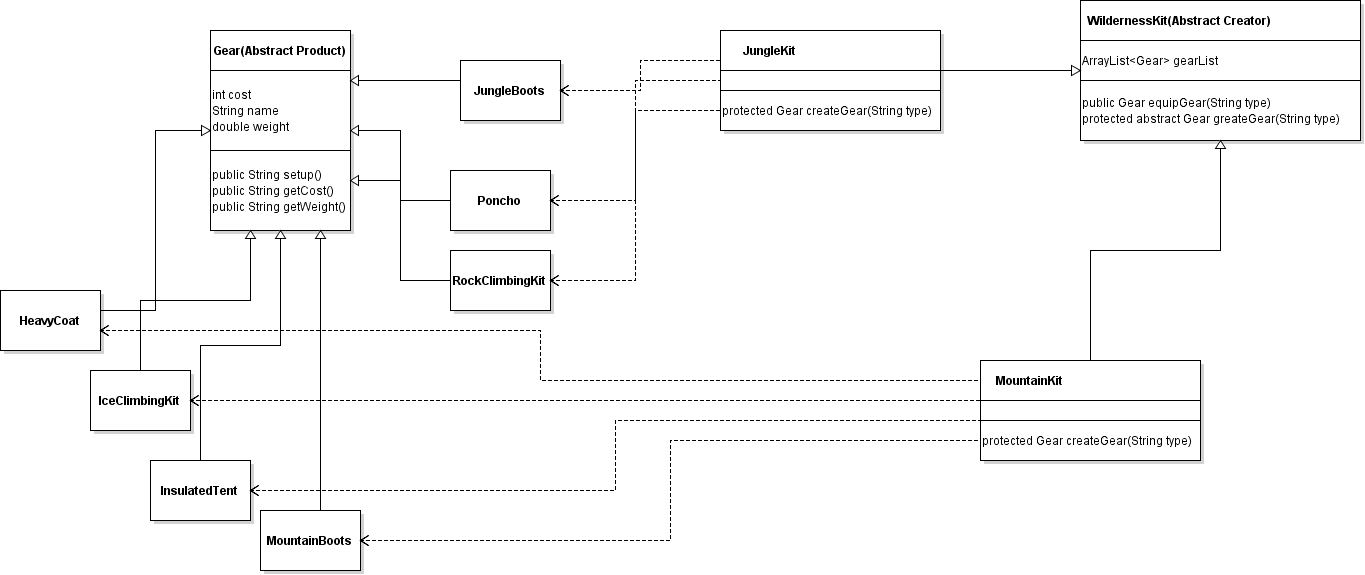 WildernessKit(Abstract Creator)
ArrayList<Gear> gearList
public Gear equipGear(String type)
protected abstract Gear greateGear(String type)
Gear(Abstract Product)
int cost
String name
double weight
public String setup()
public String getCost()
public String getWeight()
JungleKit
protected Gear createGear(String type)
JungleBoots
Poncho
RockClimbingKit
HeavyCoat
IceClimbingKit
InsulatedTent
MountainBoots
MountainKit
protected Gear createGear(String type)